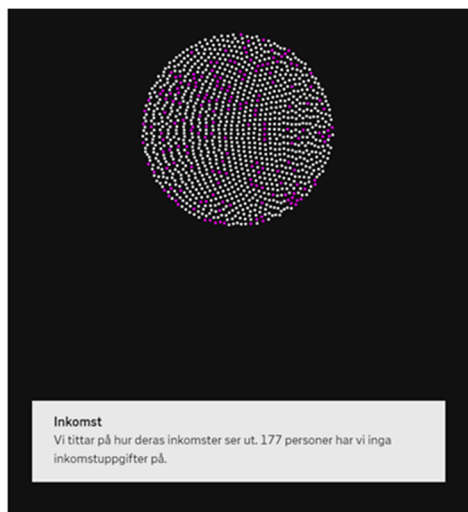 Inkomst
Vi tittar på hur deras inkomster ser ut. 177 personer har vi inga
inkomstuppgifter på.